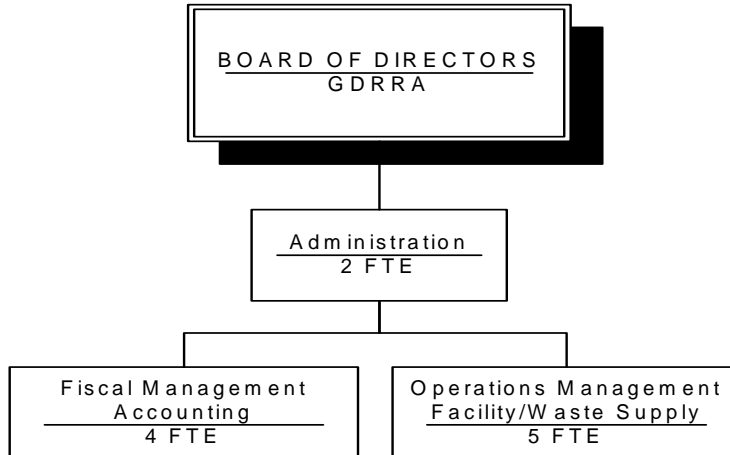 BOARD OF DIRECTORS
GDRRA
Administration
2 FTE
Fiscal Management
Accounting
4 FTE
Operations Management
Facility/Waste Supply
5 FTE